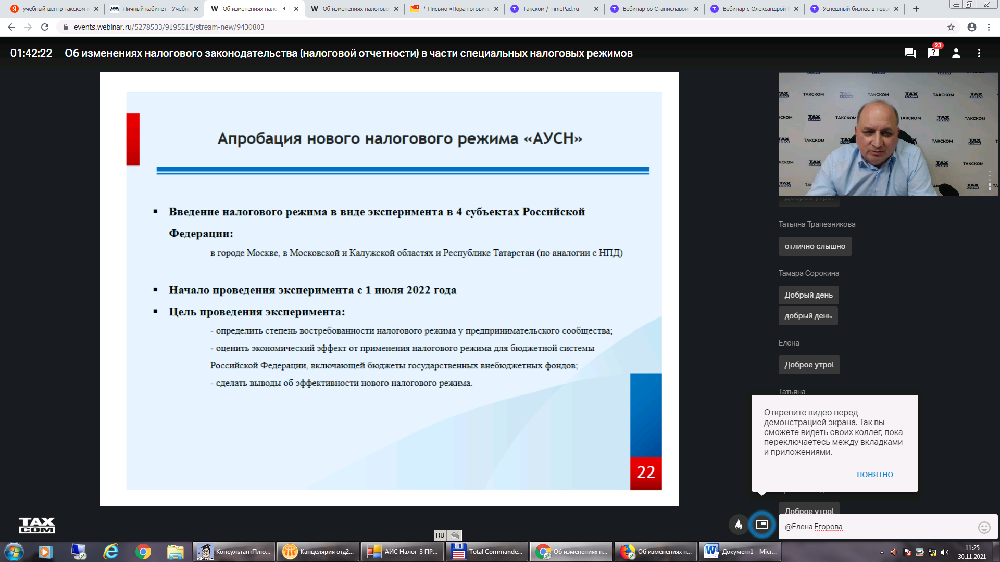 учебный центр такском л
Личный кабинет - Учебн
Об изменениях нало
Об изменениях налогово
* Письмо «Пора готовить
Такском / TimePad.ru
Вебинар со Станиславом
Вебинар с Олександрой
Успешный бизнес в ново
events.webinar.ru/5278533/9195515/stream-new/9430803
01:42:22 Об изменениях налогового законодательства (налоговой отчетности) в части специальных налоговых режимов
23
Апробация нового налогового режима «АУСН»
Введение налогового режима в виде эксперимента в 4 субъектах Российской
Федерации:
в городе Москве, в Московской и Калужской областях и Республике Татарстан (по аналогии с НПД)
Начало проведения эксперимента с 1 июля 2022 года
Цель проведения эксперимента:
- определить степень востребованности налогового режима у предпринимательского сообщества;
- оценить экономический эффект от применения налогового режима для бюджетной системы
Российской Федерации, включающей бюджеты государственных внебюджетных фондов;
- сделать выводы об эффективности нового налогового режима.
22
TAXCOM ТАКСКОМ
Татьяна Трапезникова
отлично слышно
Тамара Сорокина
Добрый день
добрый день
Елена
Доброе утро!
Татьяна
Открепите видео перед
демонстрацией экрана. Так вы
сможете видеть своих коллег, пока
переключаетесь между вкладками
и приложениями.
ПОНЯТНО
Доброе утро!
@Елена Егорова
TAX
COM
RU
КонсультантПлю...
Канцелярия отд2...
АИС Налог-3 ПР...
Total Commande...
Об изменениях н...
Об изменениях н...
Документ1 - Micr...
11:25
30.11.2021